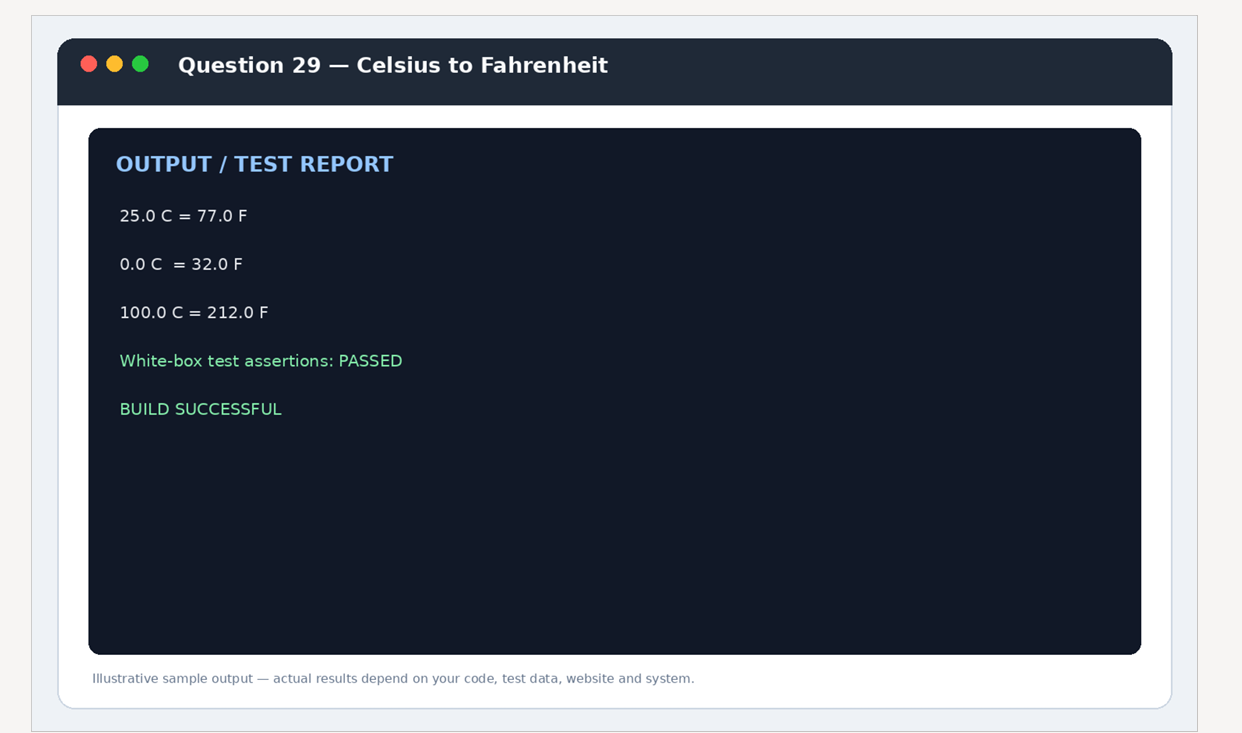 Question 29 — Celsius to Fahrenheit
OUTPUT / TEST REPORT
25.0 C = 77.0 F
0.0 C  = 32.0 F
100.0 C = 212.0 F
White-box test assertions: PASSED
BUILD SUCCESSFUL
Illustrative sample output — actual results depend on your code, test data, website and system.